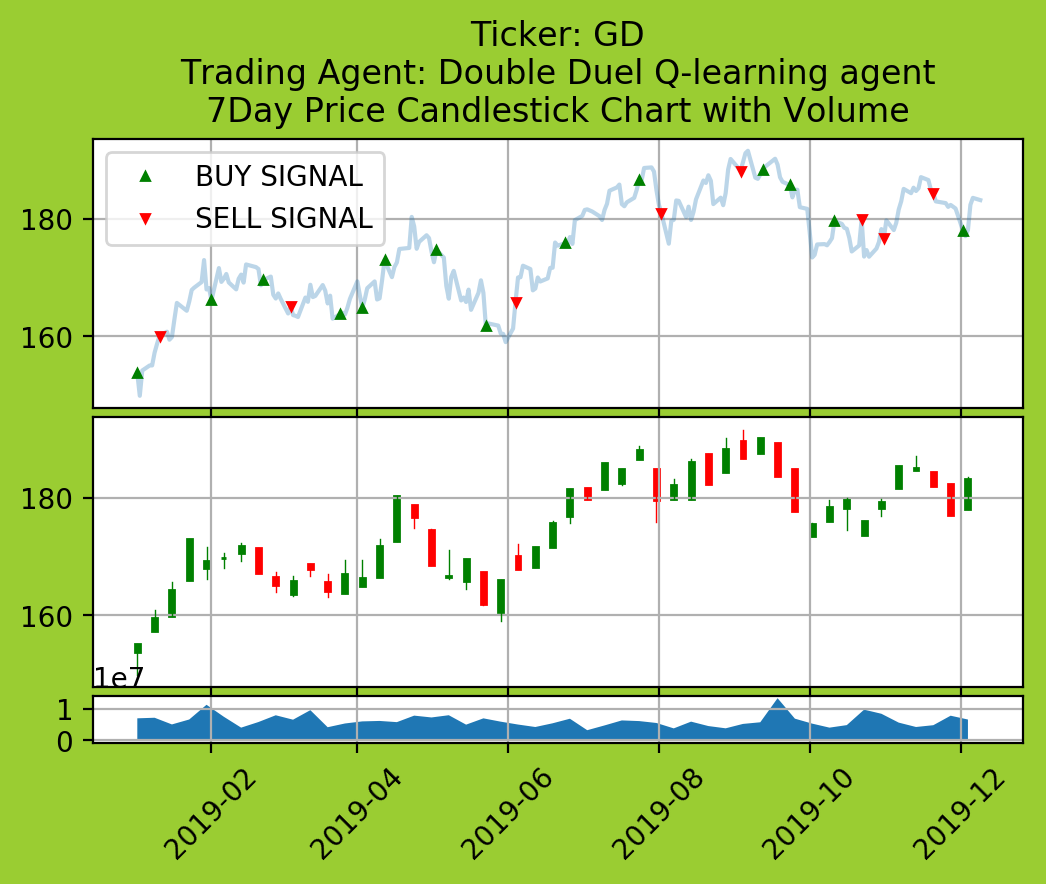 Ticker: GD
Trading Agent: Double Duel Q-learning agent
7Day Price Candlestick Chart with Volume
BUY SIGNAL
SELL SIGNAL
180
160
180
160
1e7
1
0
2019-02
2019-04
2019-06
2019-08
2019-10
2019-12